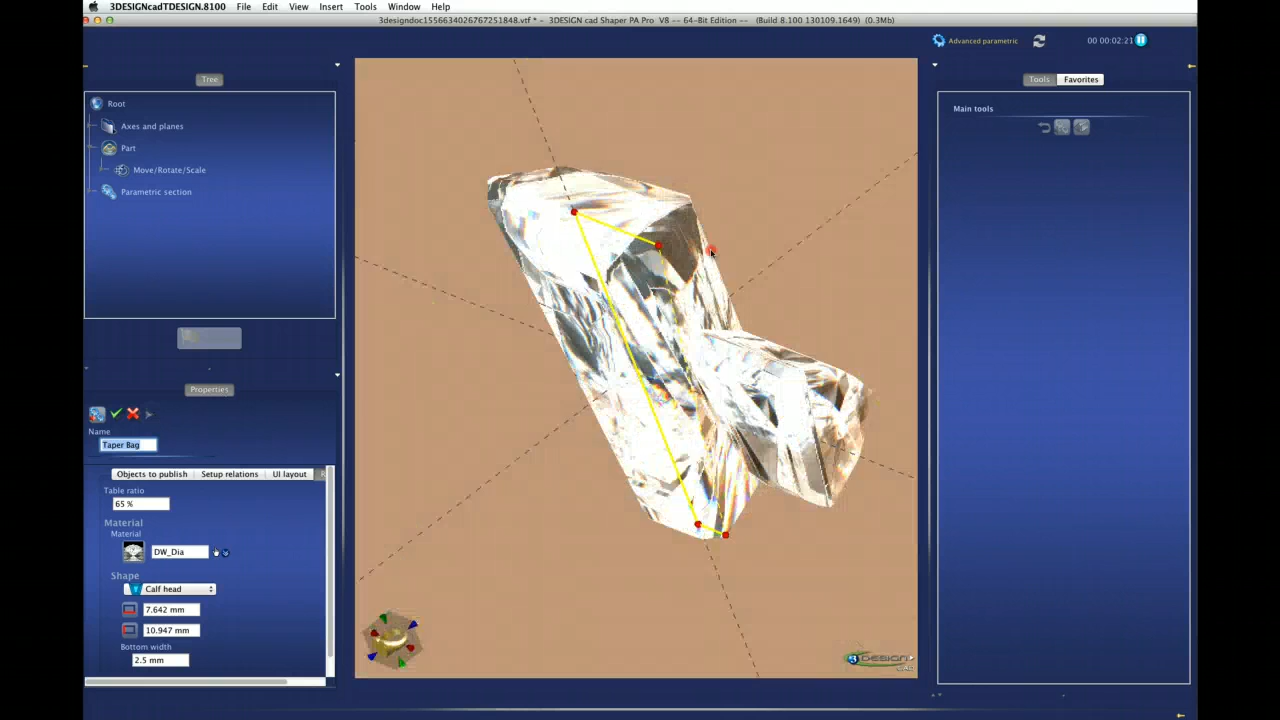 3DESIGNcadTDESIGN.8100 File Edit View Insert Tools Window Help
3designdoc1556634026767251848.vtf * - 3DESIGN cad Shaper PA Pro V8 -- 64-Bit Edition -- (Build 8.100 130109.1649) (0.3Mb)
Advanced parametric 00 00:02:21
Tree
Tools Favorites
Root
Main tools
Axes and planes
Part
Move/Rotate/Scale
Parametric section
Properties
Name
Taper Bag
Objects to publish Setup relations UI layout
Table ratio
65 %
Material
Material
DW_Dia
Shape
Calf head
7.642 mm
10.947 mm
Bottom width
2.5 mm
3DESIGN
CAD